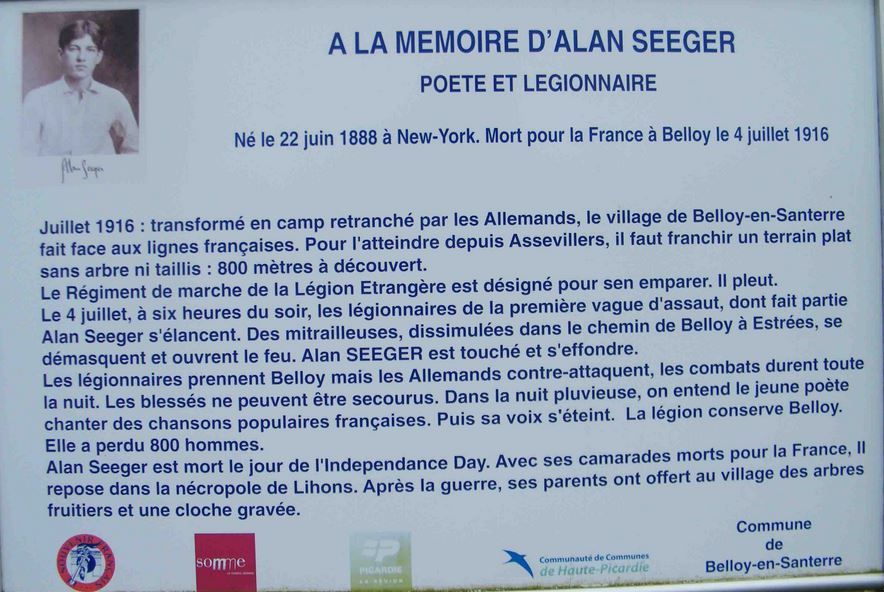 A LA MEMOIRE D'ALAN SEEGER
POETE ET LEGIONNAIRE
Né le 22 juin 1888 à New-York. Mort pour la France à Belloy le 4 juillet 1916
Alan Seeger
Juillet 1916 : transformé en camp retranché par les Allemands, le village de Belloy-en-Santerre
fait face aux lignes françaises. Pour l'atteindre depuis Assevillers, il faut franchir un terrain plat
sans arbre ni taillis : 800 mètres à découvert.
Le Régiment de marche de la Légion Etrangère est désigné pour sen emparer. Il pleut.
Le 4 juillet, à six heures du soir, les légionnaires de la première vague d'assaut, dont fait partie
Alan Seeger s'élancent. Des mitrailleuses, dissimulées dans le chemin de Belloy à Estrées, se
démasquent et ouvrent le feu. Alan SEEGER est touché et s'effondre.
Les légionnaires prennent Belloy mais les Allemands contre-attaquent, les combats durent toute
la nuit. Les blessés ne peuvent être secourus. Dans la nuit pluvieuse, on entend le jeune poète
chanter des chansons populaires françaises. Puis sa voix s'éteint. La légion conserve Belloy.
Elle a perdu 800 hommes.
Alan Seeger est mort le jour de l'Independance Day. Avec ses camarades morts pour la France, Il
repose dans la nécropole de Lihons. Après la guerre, ses parents ont offert au village des arbres
fruitiers et une cloche gravée.
SOUVENIR FRANÇAIS
somme
PICARDIE
LA RÉGION
Communauté de Communes
de Haute-Picardie
Commune
de
Belloy-en-Santerre